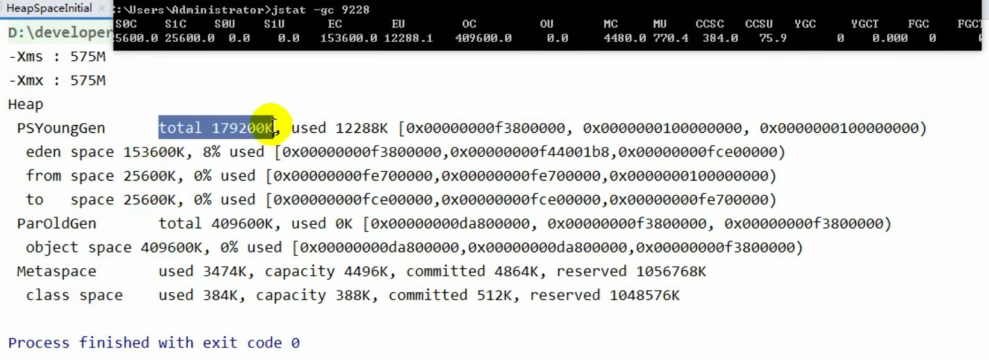 HeapSpaceInitial ×
:\Users\Administrator>jstat -gc 9228
S0C S1C S0U S1U EC EU OC OU MC MU CCSC CCSU YGC YGCT FGC FGCT
5600.0 25600.0 0.0 0.0 153600.0 12288.1 409600.0 0.0 4480.0 770.4 384.0 75.9 0 0.000 0
D:\developer
-Xms : 575M
-Xmx : 575M
Heap
PSYoungGen total 179200K, used 12288K [0x00000000f3800000, 0x0000000100000000, 0x0000000100000000)
eden space 153600K, 8% used [0x00000000f3800000,0x00000000f44001b8,0x00000000fce00000)
from space 25600K, 0% used [0x00000000fe700000,0x00000000fe700000,0x0000000100000000)
to space 25600K, 0% used [0x00000000fce00000,0x00000000fce00000,0x00000000fe700000)
ParOldGen total 409600K, used 0K [0x00000000da800000, 0x00000000f3800000, 0x00000000f3800000)
object space 409600K, 0% used [0x00000000da800000,0x00000000da800000,0x00000000f3800000)
Metaspace used 3474K, capacity 4496K, committed 4864K, reserved 1056768K
class space used 384K, capacity 388K, committed 512K, reserved 1048576K
Process finished with exit code 0